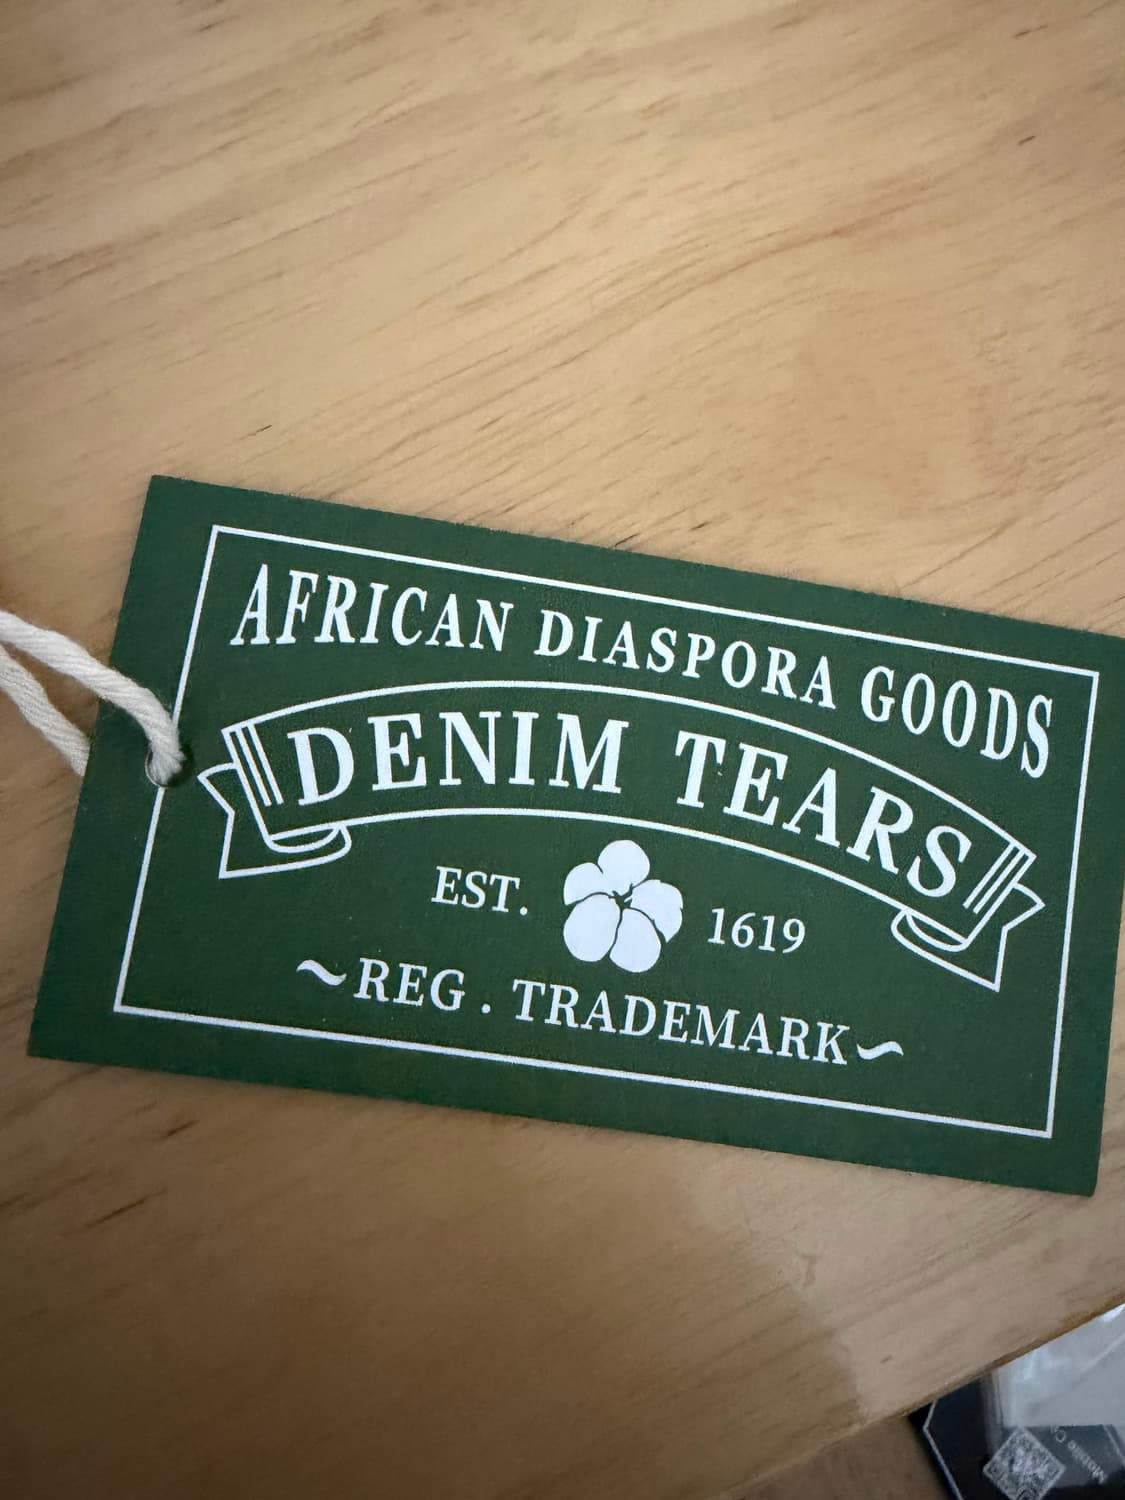 AFRICAN DIASPORA GOODS
DENIM TEARS
EST. 1619
~REG . TRADEMARK~